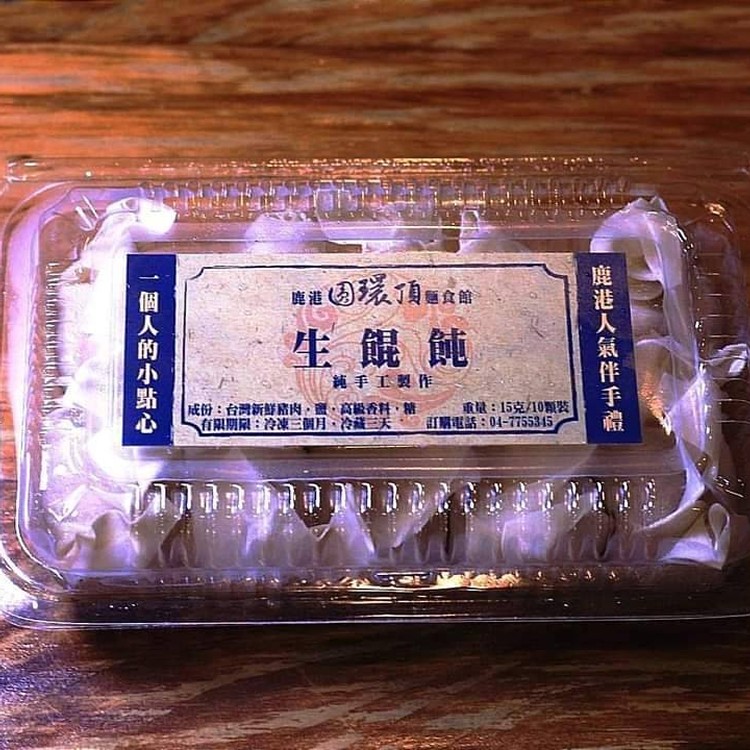 鹿港人氣伴手禮
鹿港圓環頂麵食館
生餛飩
純手工製作
成份：台灣新鮮豬肉，鹽，高級香料，糖
重量：15克/10顆裝
有限期限：冷凍三個月，冷藏三天
訂購電話：04-7755345
一個人的小點心